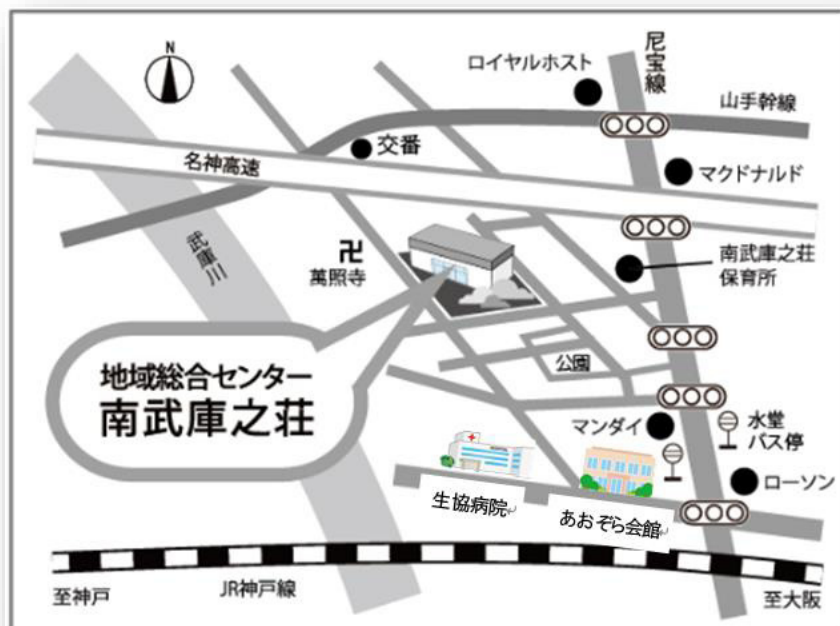 N
ロイヤルホスト
尼宝線
山手幹線
交番
名神高速
マクドナルド
武庫川
卍
萬照寺
南武庫之荘
保育所
地域総合センター
南武庫之荘
公園
マンダイ
水堂
バス停
ローソン
生協病院
あおぞら会館
至神戸
JR神戸線
至大阪